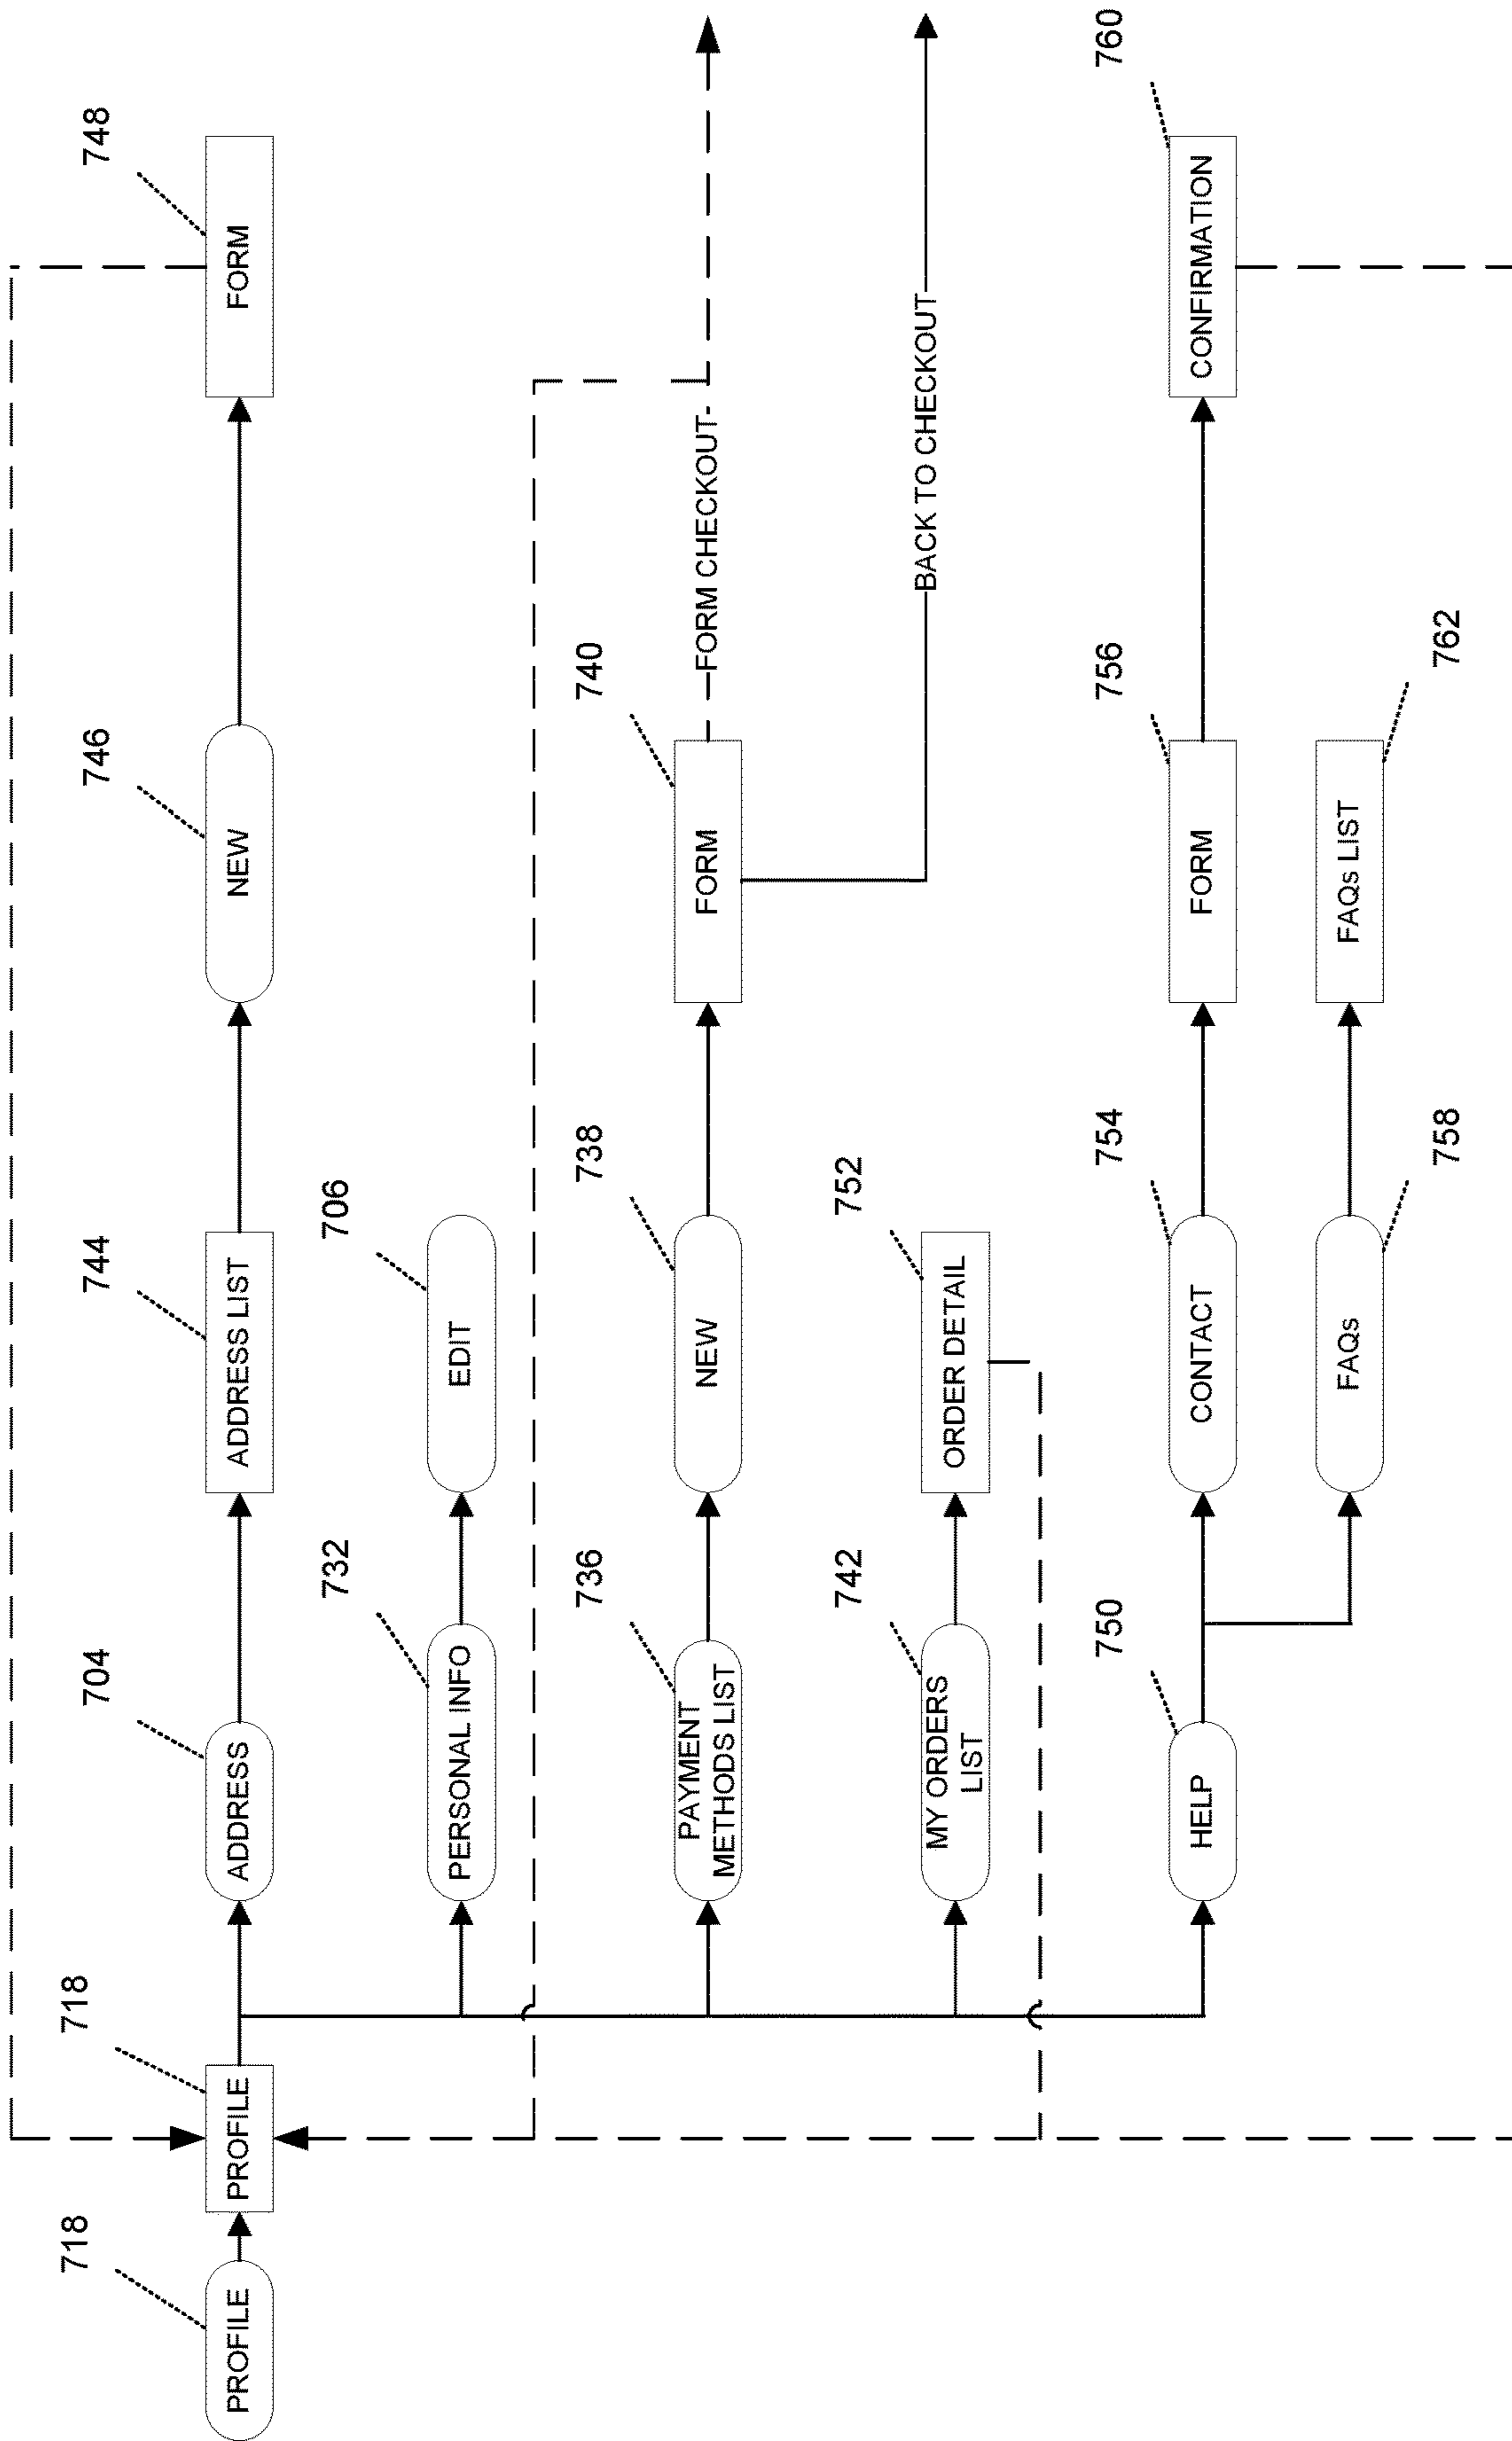 718
PROFILE
718
PROFILE
704
ADDRESS
744
ADDRESS LIST
746
NEW
748
FORM
732
PERSONAL INFO
706
EDIT
736
PAYMENT
METHODS LIST
738
NEW
740
FORM
FORM CHECKOUT
BACK TO CHECKOUT
742
MY ORDERS
LIST
752
ORDER DETAIL
750
HELP
754
CONTACT
756
FORM
760
CONFIRMATION
FAQs
758
FAQs LIST
762